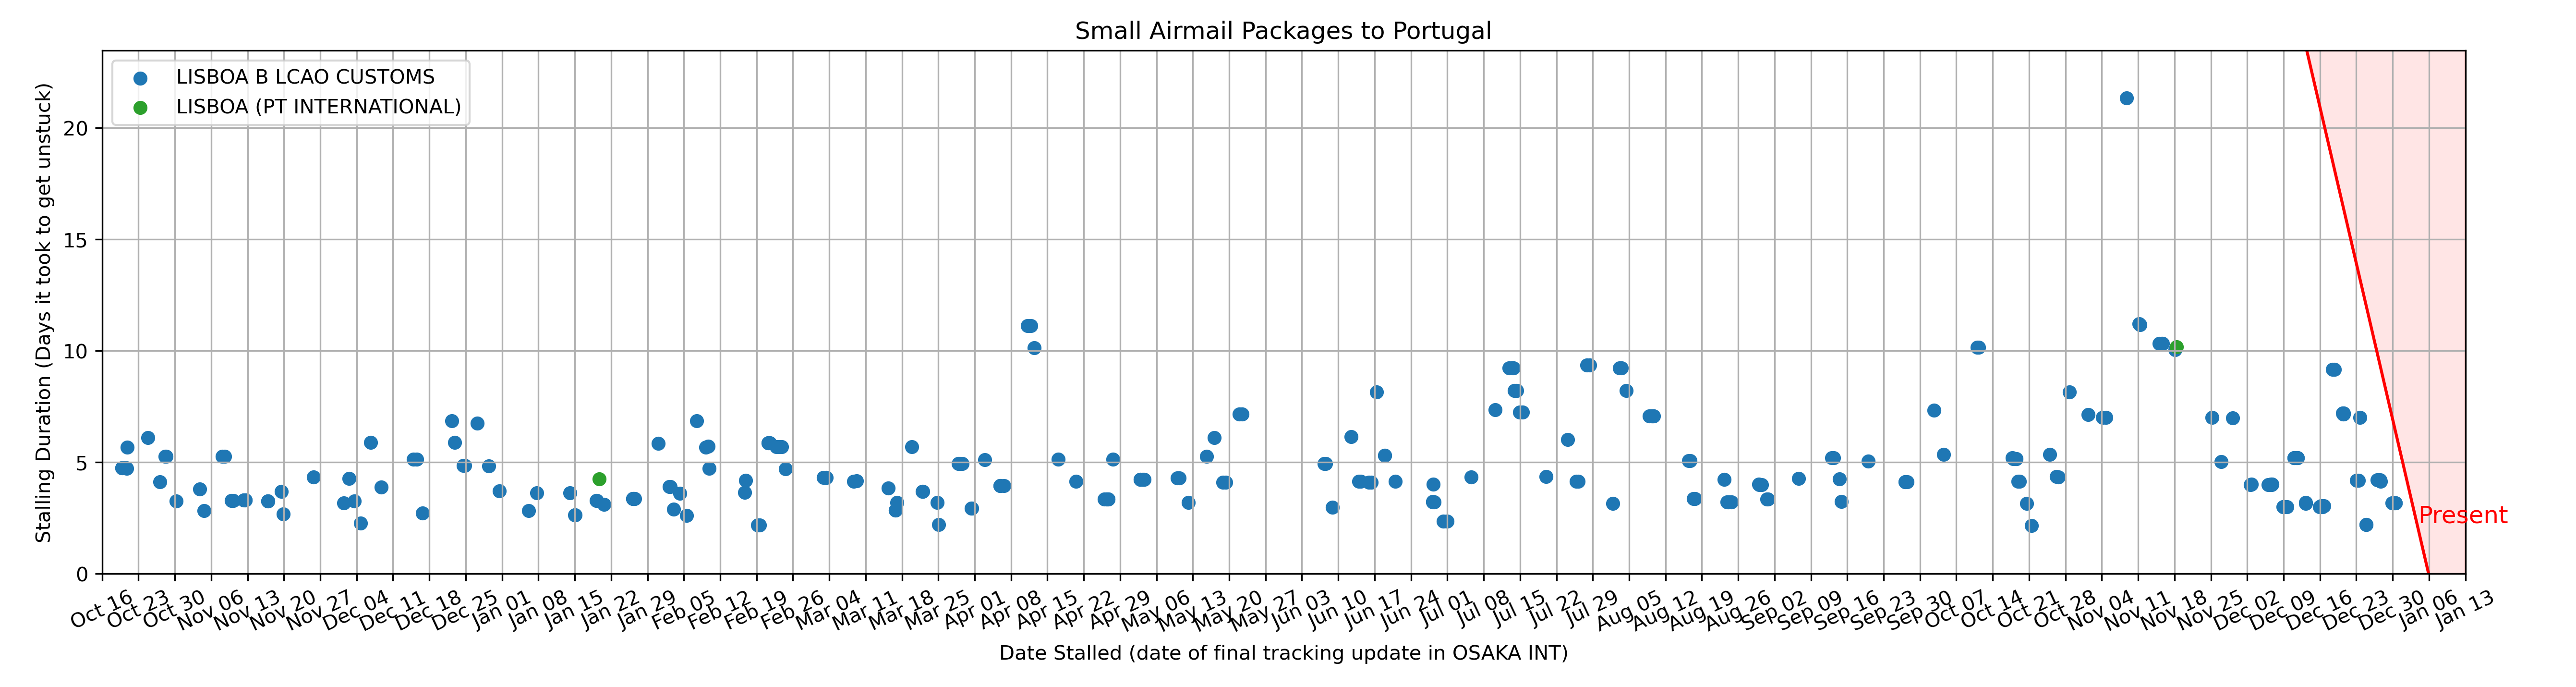 Small Airmail Packages to Portugal
LISBOA B LCAO CUSTOMS
LISBOA (PT INTERNATIONAL)
Stalling Duration (Days it took to get unstuck)
20
15
10
5
0
Present
Oct 16
Oct 23
Oct 30
Nov 06
Nov 13
Nov 20
Nov 27
Dec 04
Dec 11
Dec 18
Dec 25
Jan 01
Jan 08
Jan 15
Jan 22
Jan 29
Feb 05
Feb 12
Feb 19
Feb 26
Mar 04
Mar 11
Mar 18
Mar 25
Apr 01
Apr 08
Apr 15
Apr 22
Apr 29
May 06
May 13
May 20
May 27
Jun 03
Jun 10
Jun 17
Jun 24
Jul 01
Jul 08
Jul 15
Jul 22
Jul 29
Aug 05
Aug 12
Aug 19
Aug 26
Sep 02
Sep 09
Sep 16
Sep 23
Sep 30
Oct 07
Oct 14
Oct 21
Oct 28
Nov 04
Nov 11
Nov 18
Nov 25
Dec 02
Dec 09
Dec 16
Dec 23
Dec 30
Jan 06
Jan 13
Date Stalled (date of final tracking update in OSAKA INT)